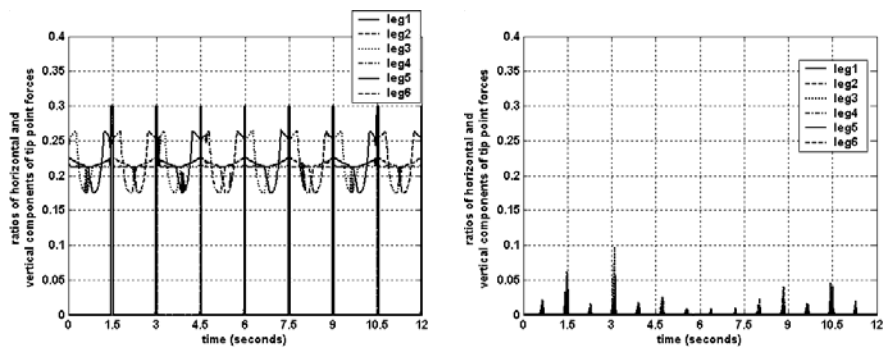 leg1
leg2
leg3
leg4
leg5
leg6
0.4
0.35
0.3
0.25
0.2
0.15
0.1
0.05
0
ratios of horizontal and
vertical components of tip point forces
0 1.5 3 4.5 6 7.5 9 10.5 12
time (seconds)
leg1
leg2
leg3
leg4
leg5
leg6
0.4
0.35
0.3
0.25
0.2
0.15
0.1
0.05
0
ratios of horizontal and
vertical components of tip point forces
0 1.5 3 4.5 6 7.5 9 10.5 12
time (seconds)